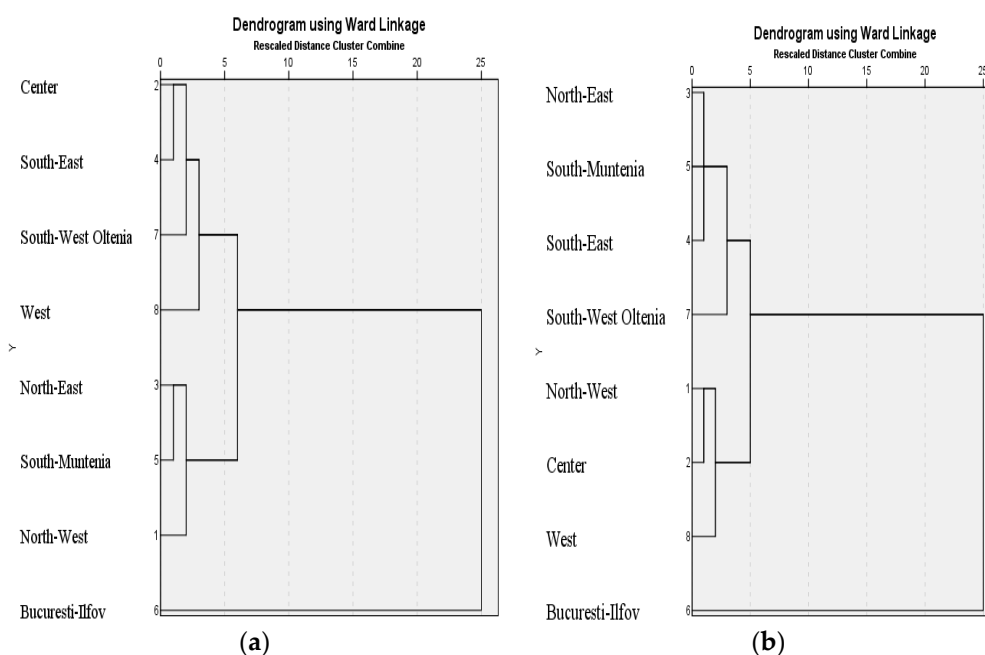 Dendrogram using Ward Linkage
Rescaled Distance Cluster Combine
0 5 10 15 20 25
Center 2
South-East 4
South-West Oltenia 7
West 8
Y
North-East 3
South-Muntenia 5
North-West 1
Bucuresti-Ilfov 6
(a)
Dendrogram using Ward Linkage
Rescaled Distance Cluster Combine
0 5 10 15 20 25
North-East 3
South-Muntenia 5
South-East 4
South-West Oltenia 7
Y
North-West 1
Center 2
West 8
Bucuresti-Ilfov 6
(b)